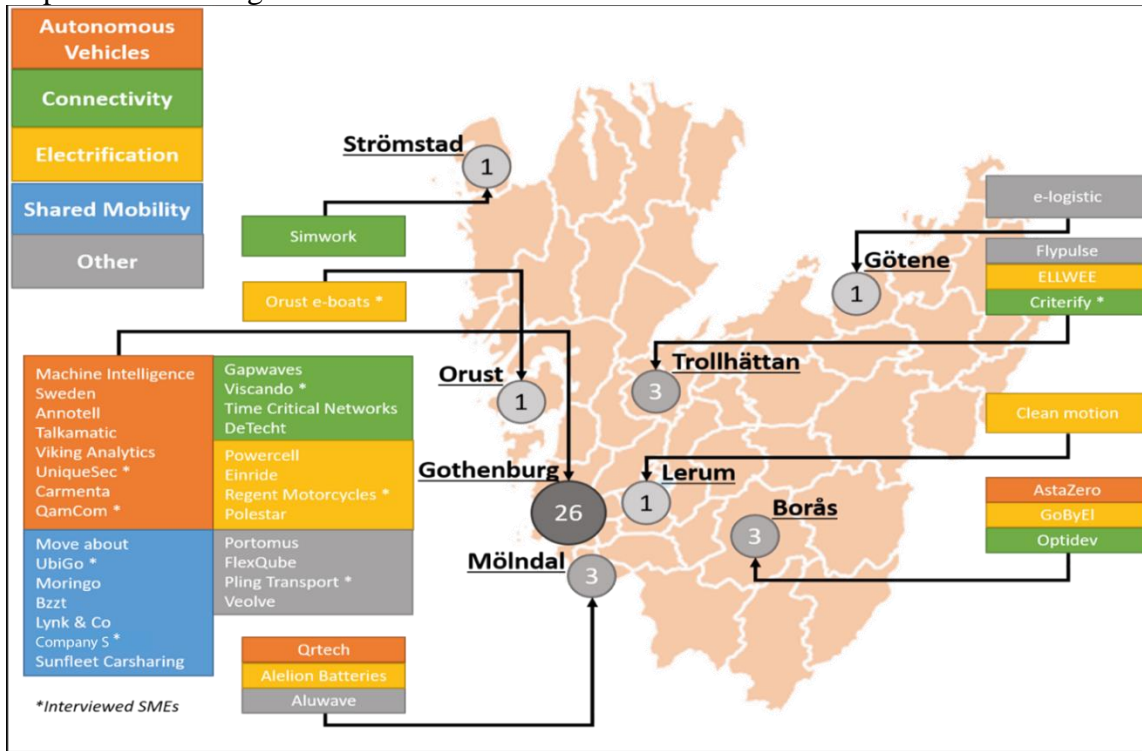 Autonomous
Vehicles
Connectivity
Electrification
Shared Mobility
Other
Strömstad
1
Simwork
Orust e-boats *
e-logistic
Götene
1
Flypulse
ELLWEE
Criterify *
Trollhättan
3
Orust
1
Machine Intelligence
Sweden
Annotell
Talkamatic
Viking Analytics
UniqueSec *
Carmenta
QamCom *
Gapwaves
Viscando *
Time Critical Networks
DeTecht
Powercell
Einride
Regent Motorcycles *
Polestar
Move about
UbiGo *
Moringo
Bzzt
Lynk & Co
Company S *
Sunfleet Carsharing
Portomus
FlexQube
Pling Transport *
Veolve
Gothenburg
26
Lerum
1
Clean motion
Borås
3
AstaZero
GoByEl
Optidev
Mölndal
3
Qrtech
Alelion Batteries
Aluwave
*Interviewed SMEs